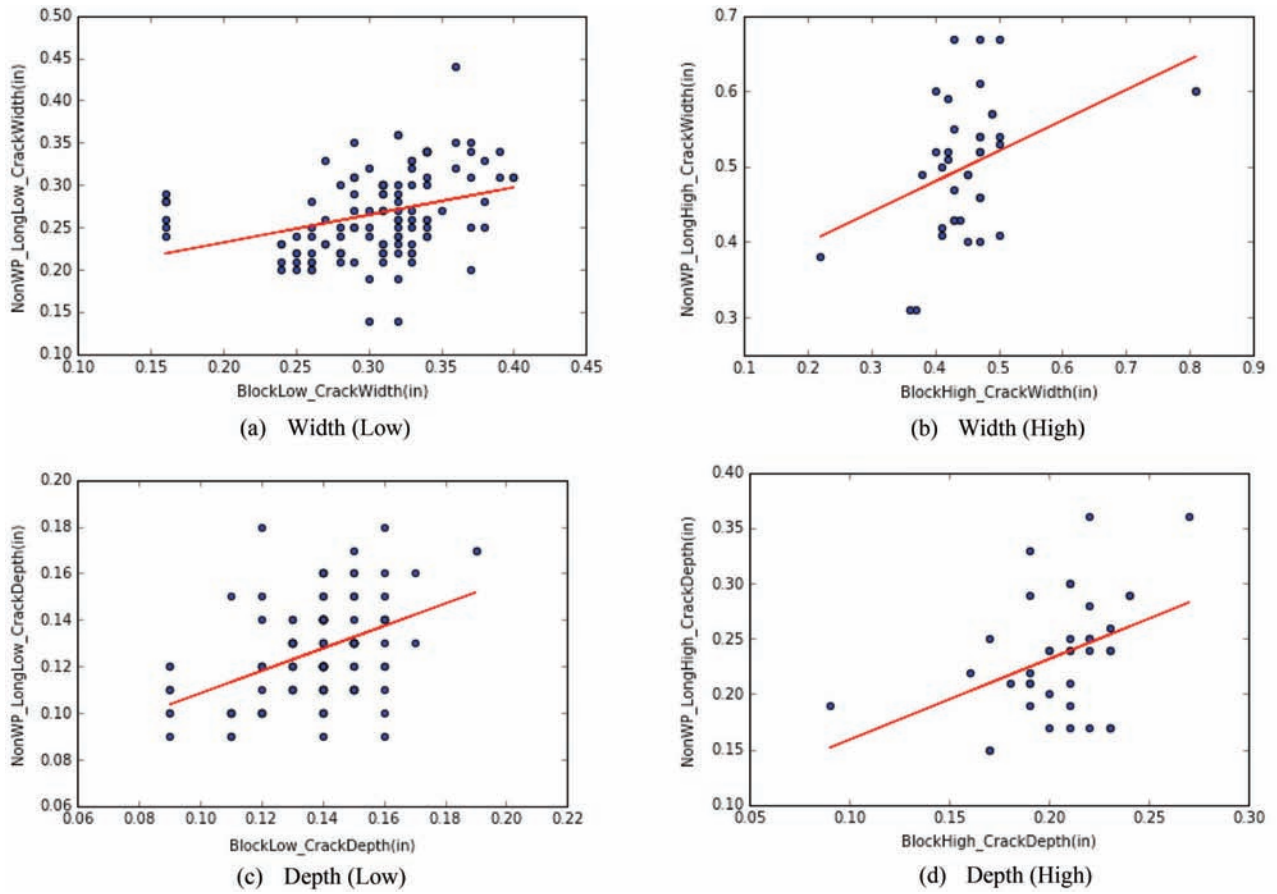 0.50
0.45
0.40
0.35
0.30
0.25
0.20
0.15
0.10
NonWP_LongLow_CrackWidth(in)
0.10 0.15 0.20 0.25 0.30 0.35 0.40 0.45
BlockLow_CrackWidth(in)
(a) Width (Low)
0.7
0.6
0.5
0.4
0.3
NonWP_LongHigh_CrackWidth(in)
0.1 0.2 0.3 0.4 0.5 0.6 0.7 0.8 0.9
BlockHigh_CrackWidth(in)
(b) Width (High)
0.20
0.18
0.16
0.14
0.12
0.10
0.08
0.06
NonWP_LongLow_CrackDepth(in)
0.06 0.08 0.10 0.12 0.14 0.16 0.18 0.20 0.22
BlockLow_CrackDepth(in)
(c) Depth (Low)
0.40
0.35
0.30
0.25
0.20
0.15
0.10
NonWP_LongHigh_CrackDepth(in)
0.05 0.10 0.15 0.20 0.25 0.30
BlockHigh_CrackDepth(in)
(d) Depth (High)